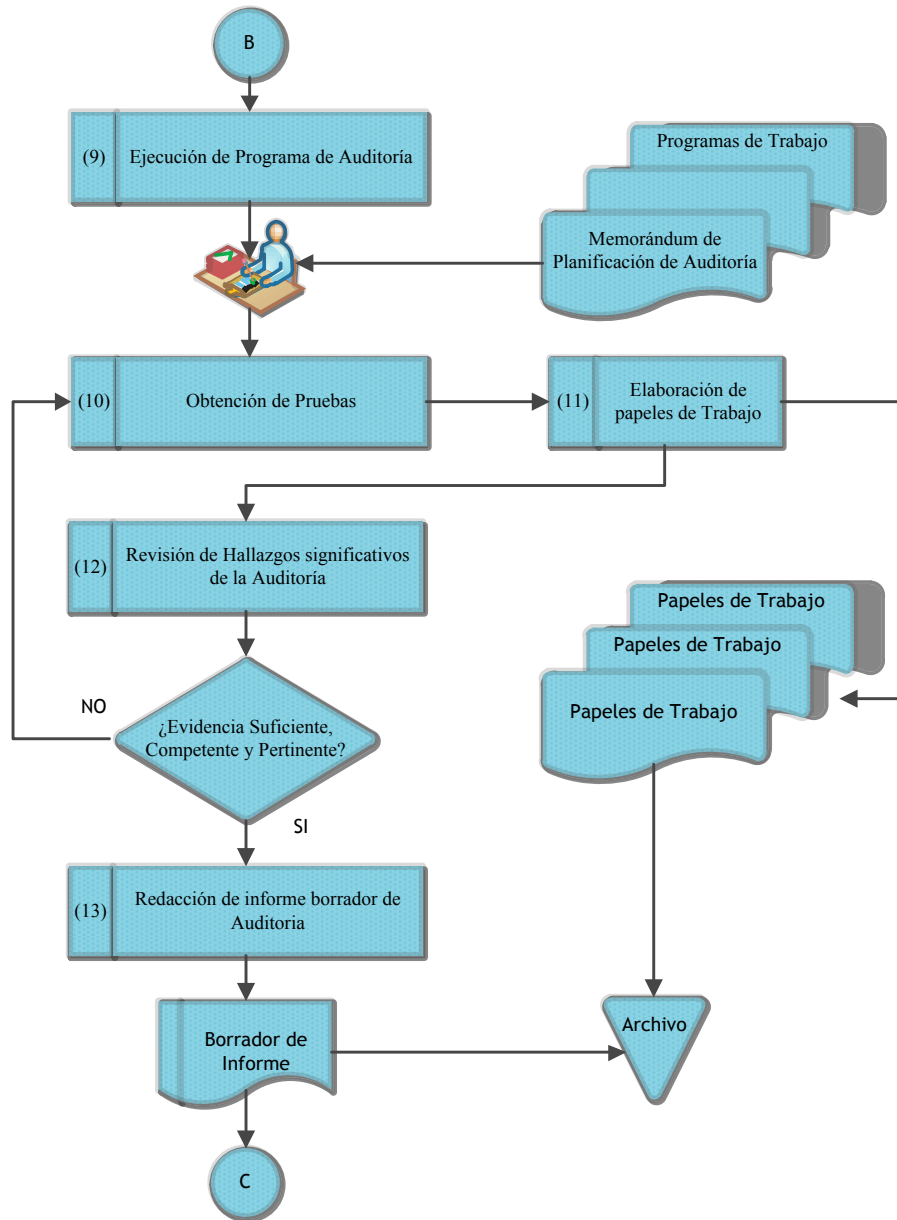 B
(9) Ejecución de Programa de Auditoría
Programas de Trabajo
Memorándum de
Planificación de Auditoría
(10) Obtención de Pruebas
(11) Elaboración de
papeles de Trabajo
(12) Revisión de Hallazgos significativos
de la Auditoría
Papeles de Trabajo
Papeles de Trabajo
Papeles de Trabajo
NO
¿Evidencia Suficiente,
Competente y Pertinente?
SI
(13) Redacción de informe borrador de
Auditoria
Borrador de
Informe
Archivo
C